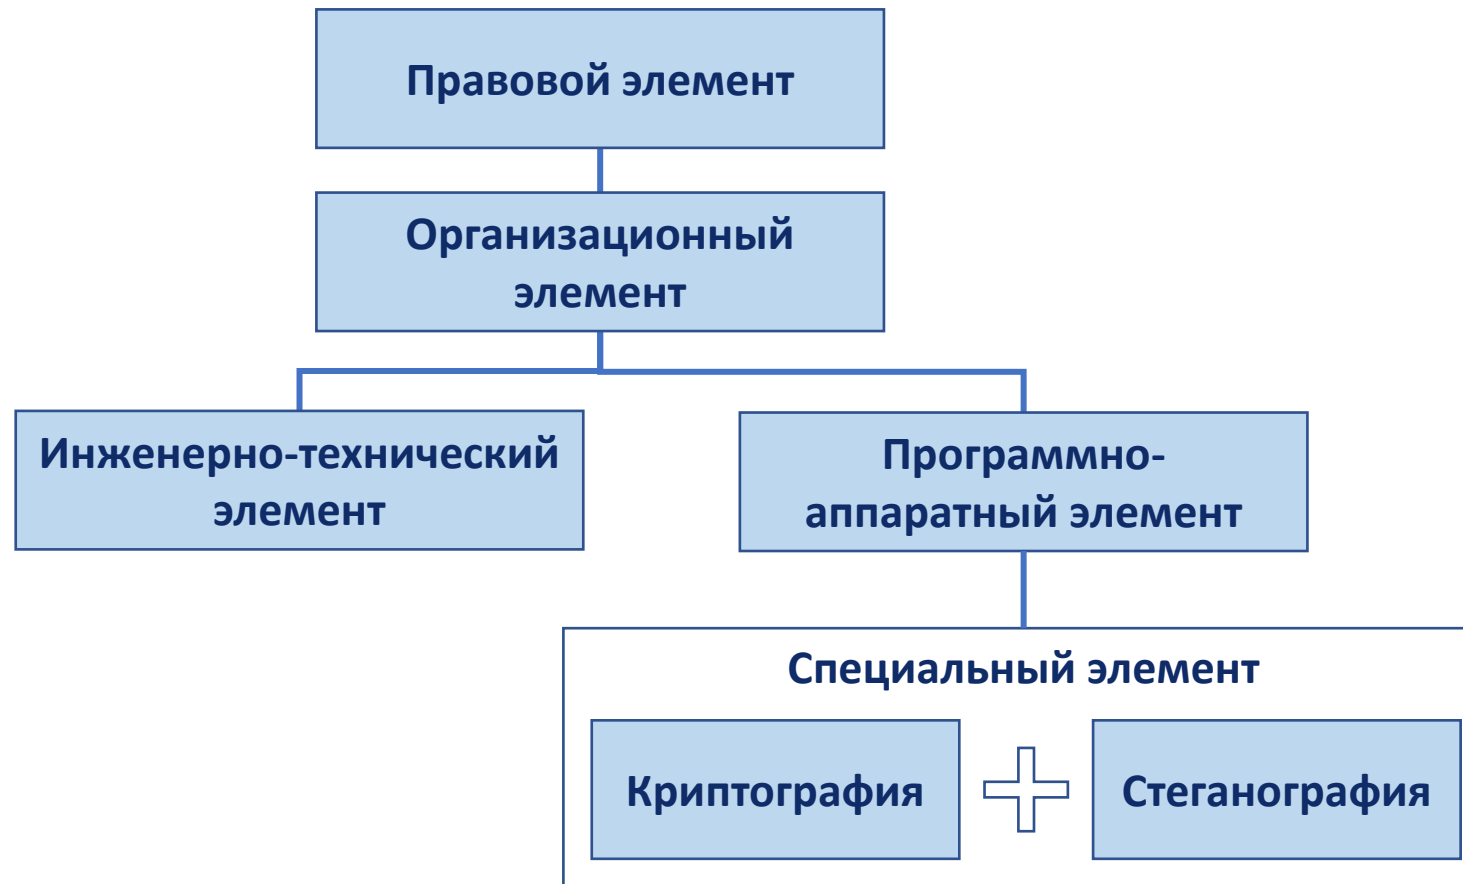 Правовой элемент
Организационный
элемент
Инженерно-технический
элемент
Программно-
аппаратный элемент
Специальный элемент
Криптография
Стеганография